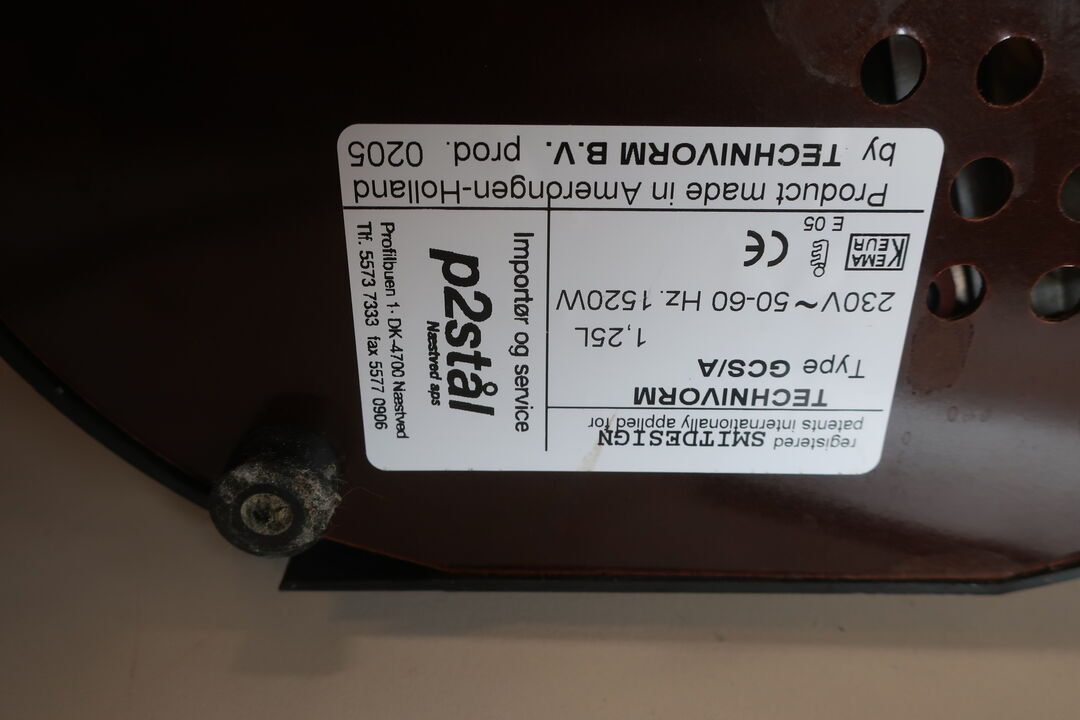 registered SMITDESIGN
patents internationally applied for
TECHNIVORM
Type GCS/A
1,25L
230V~50-60 Hz. 1520W
KEMA
KEUR
E 05
CE
Product made in Amerongen-Holland
by TECHNIVORM B.V. prod. 0205
Importør og service
p2stål
Næstved aps
Profilbuen 1 · DK-4700 Næstved
Tlf. 5573 7333 fax 5577 0906